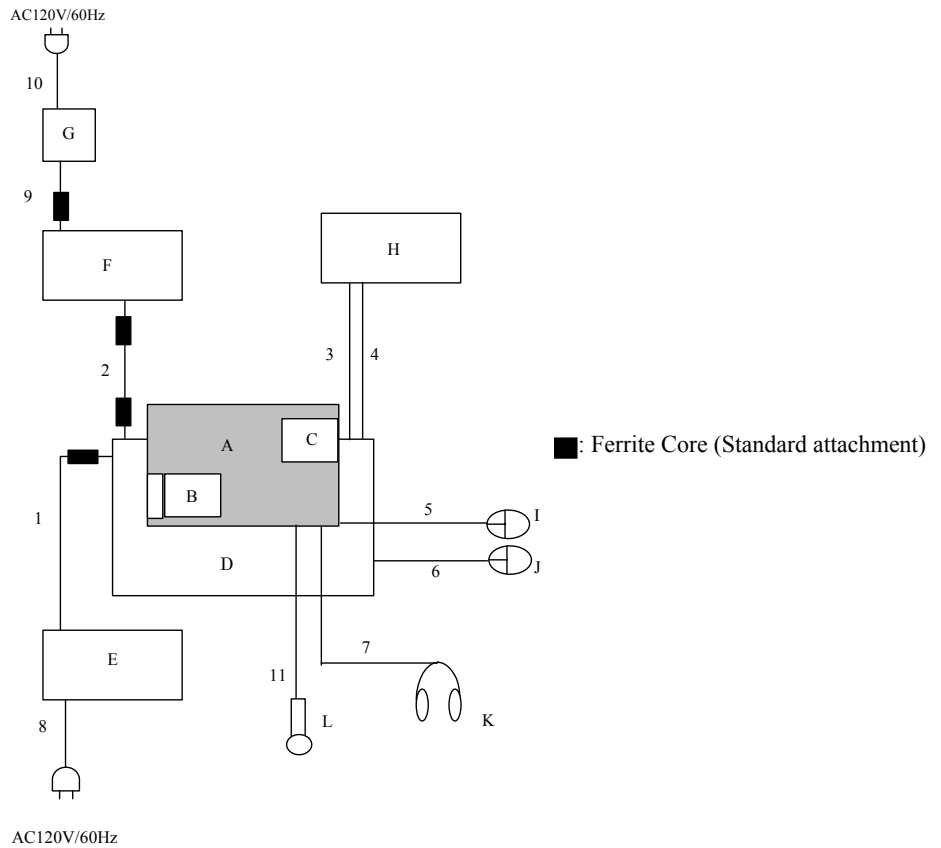 AC120V/60Hz
10
G
9
F
H
2
3
4
A
C
■: Ferrite Core (Standard attachment)
B
1
5
I
D
6
J
E
7
11
8
L
K
AC120V/60Hz